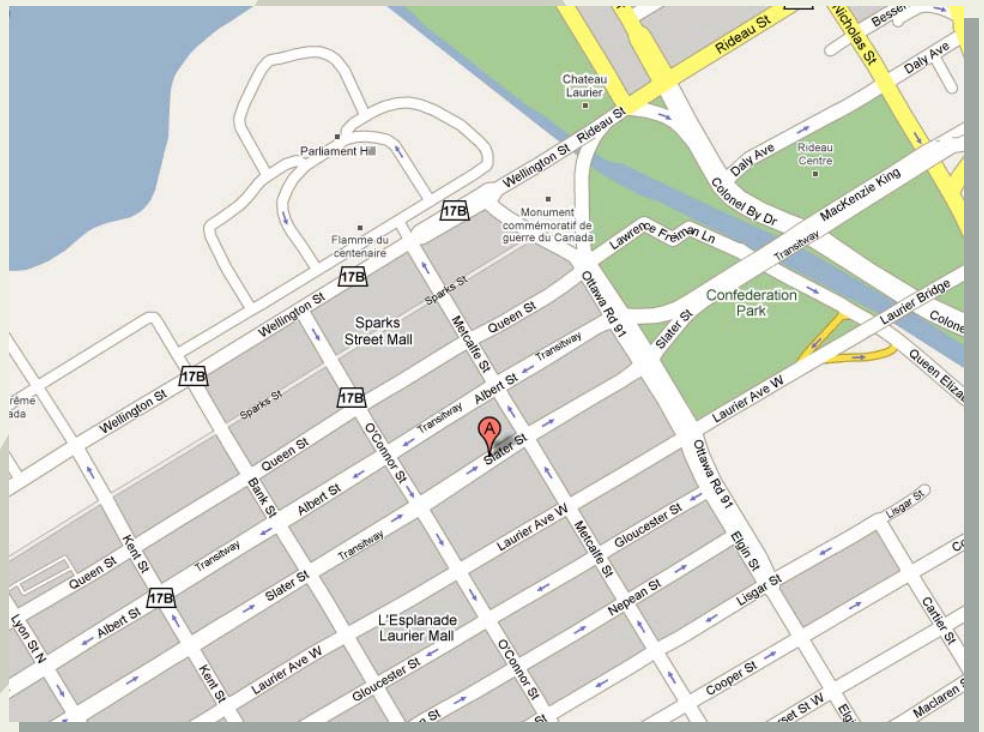 Rideau St
Nicholas St
Daly Ave
Chateau
Laurier
Rideau St
Wellington St
Parliament Hill
Daly Ave
Rideau
Centre
Colonel By Dr
MacKenzie King
Transitway
17B
Monument
commémoratif de
guerre du Canada
Lawrence Freiman Ln
Flamme du
centenaire
17B
Wellington St
Sparks St
Sparks
Street Mall
Metcalfe St
Queen St
Ottawa Rd 91
Slater St
Confederation
Park
Laurier Bridge
Transitway
Albert St
17B
Wellington St
17B
Sparks St
Transitway
Queen St
O'Connor St
A
Slater St
Laurier Ave W
Ottawa Rd 91
Bank St
Albert St
Transitway
Laurier Ave W
Metcalfe St
Gloucester St
Elgin St
Lisgar St
Kent St
Queen St
Transitway
17B
Slater St
Albert St
Lyon St N
Nepean St
Lisgar St
L'Esplanade
Laurier Mall
O'Connor St
Cartier St
Kent St
Laurier Ave W
Gloucester St
Cooper St
St
set St W
Maclaren